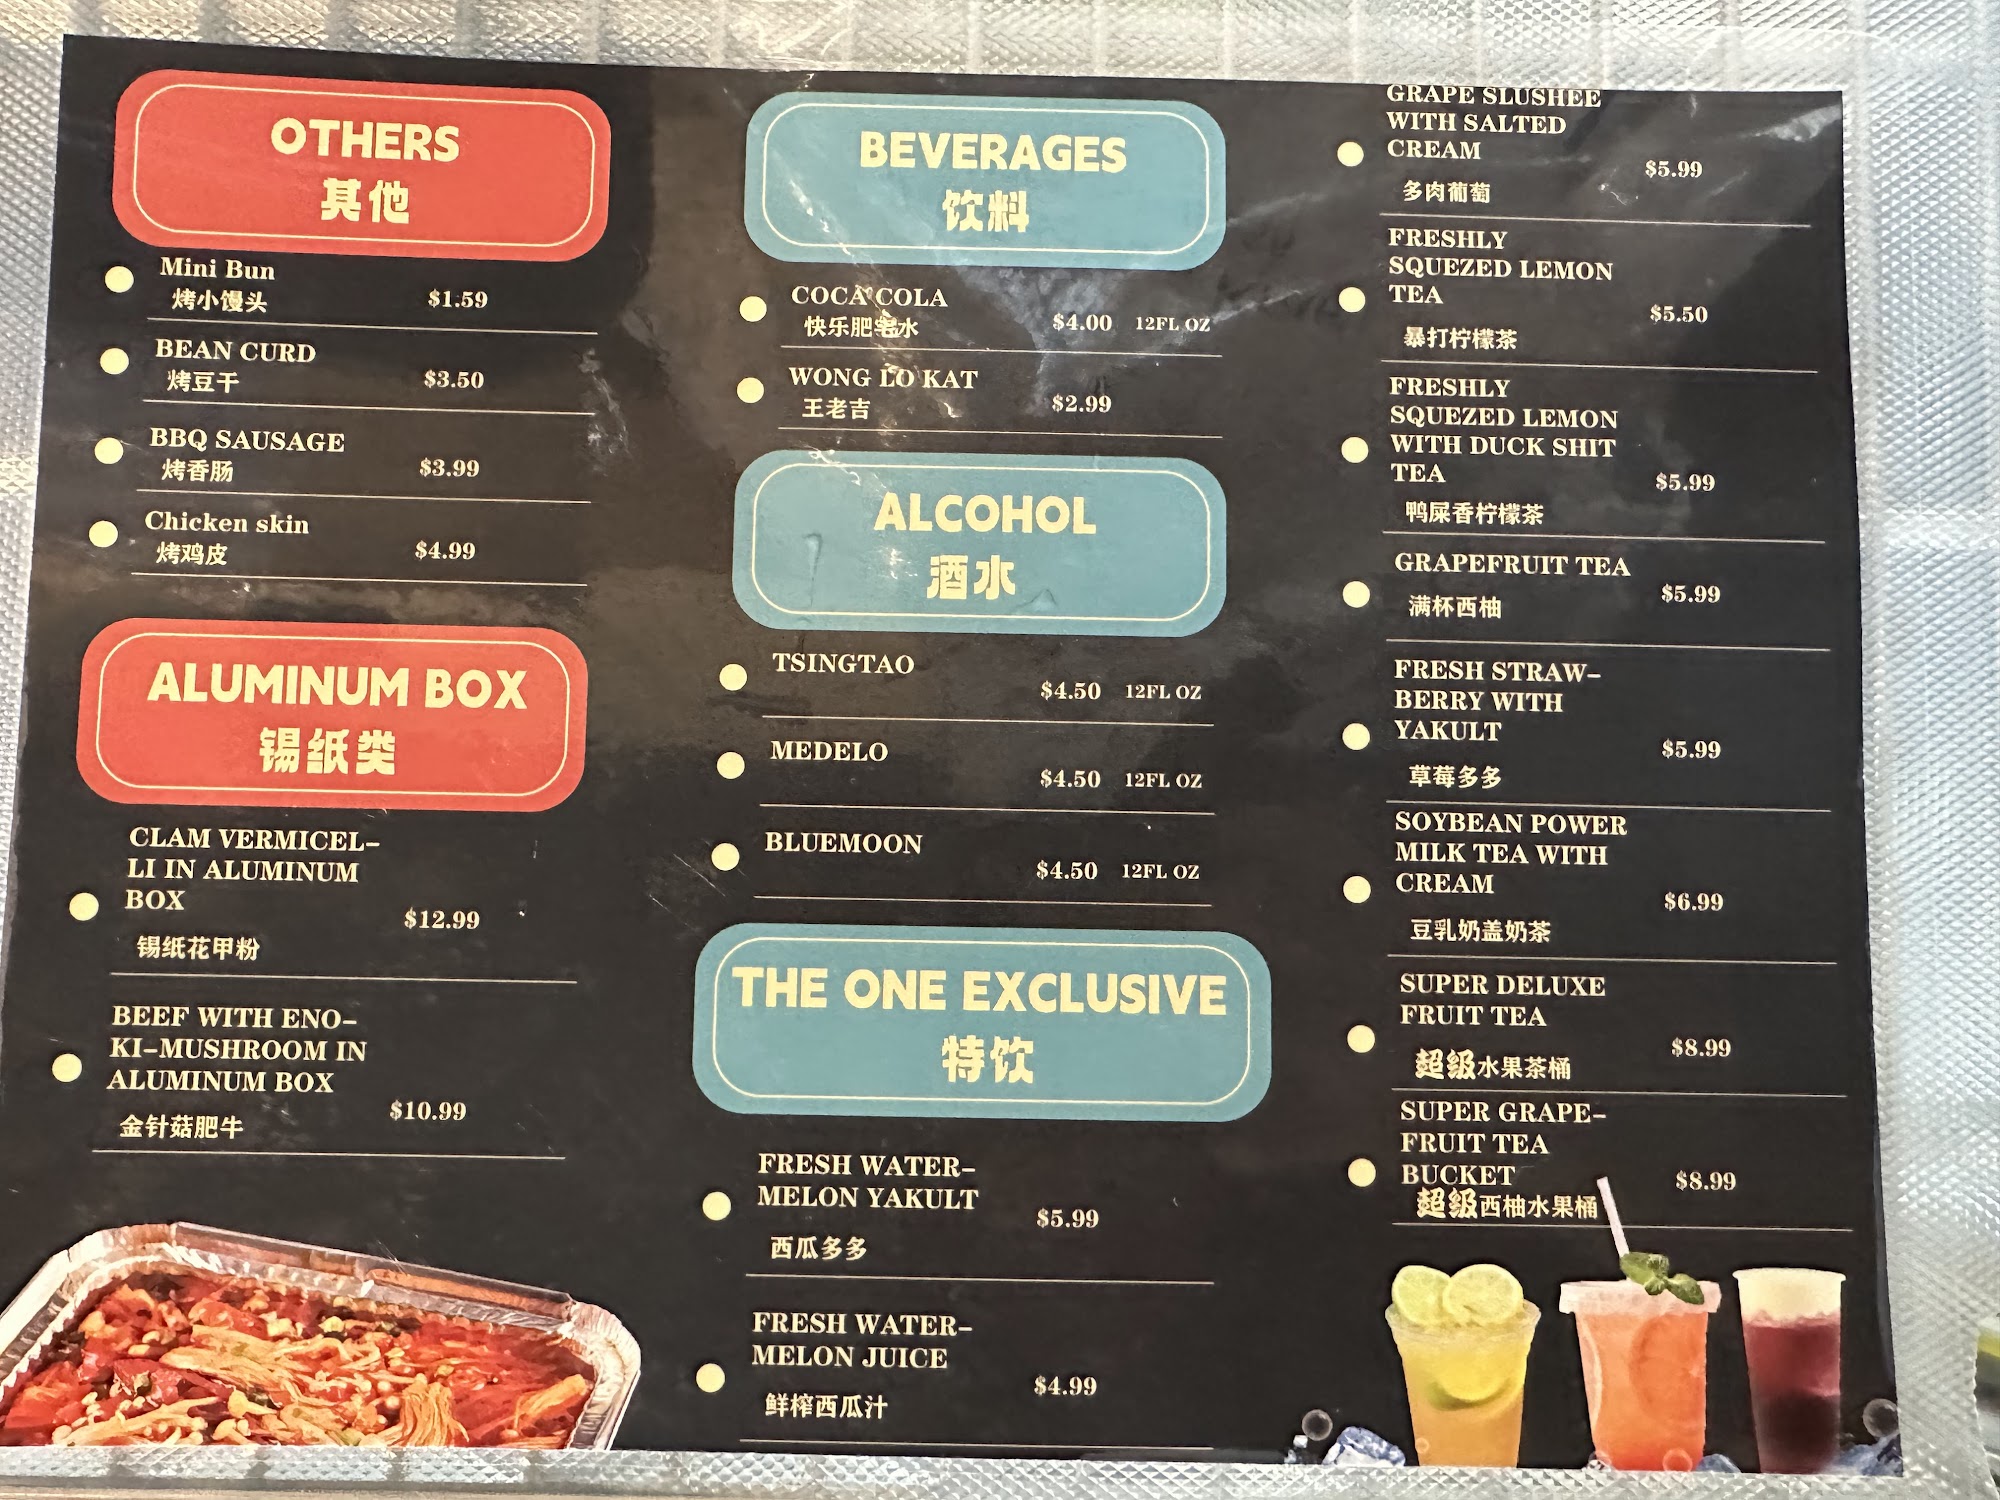 OTHERS
其他
Mini Bun
烤小馒头
$1.59
BEAN CURD
烤豆干
$3.50
BBQ SAUSAGE
烤香肠
$3.99
Chicken skin
烤鸡皮
$4.99
ALUMINUM BOX
锡纸类
CLAM VERMICEL-
LI IN ALUMINUM
BOX
$12.99
锡纸花甲粉
BEEF WITH ENO-
KI-MUSHROOM IN
ALUMINUM BOX
$10.99
金针菇肥牛
BEVERAGES
饮料
COCA COLA
快乐肥宅水
$4.00 12FL OZ
WONG LO KAT
王老吉
$2.99
ALCOHOL
酒水
TSINGTAO
$4.50 12FL OZ
MEDELO
$4.50 12FL OZ
BLUEMOON
$4.50 12FL OZ
THE ONE EXCLUSIVE
特饮
FRESH WATER-
MELON YAKULT
$5.99
西瓜多多
FRESH WATER-
MELON JUICE
$4.99
鲜榨西瓜汁
GRAPE SLUSHEE
WITH SALTED
CREAM
$5.99
多肉葡萄
FRESHLY
SQUEZED LEMON
TEA
$5.50
暴打柠檬茶
FRESHLY
SQUEZED LEMON
WITH DUCK SHIT
TEA
$5.99
鸭屎香柠檬茶
GRAPEFRUIT TEA
$5.99
满杯西柚
FRESH STRAW-
BERRY WITH
YAKULT
$5.99
草莓多多
SOYBEAN POWER
MILK TEA WITH
CREAM
$6.99
豆乳奶盖奶茶
SUPER DELUXE
FRUIT TEA
$8.99
超级水果茶桶
SUPER GRAPE-
FRUIT TEA
BUCKET
$8.99
超级西柚水果桶